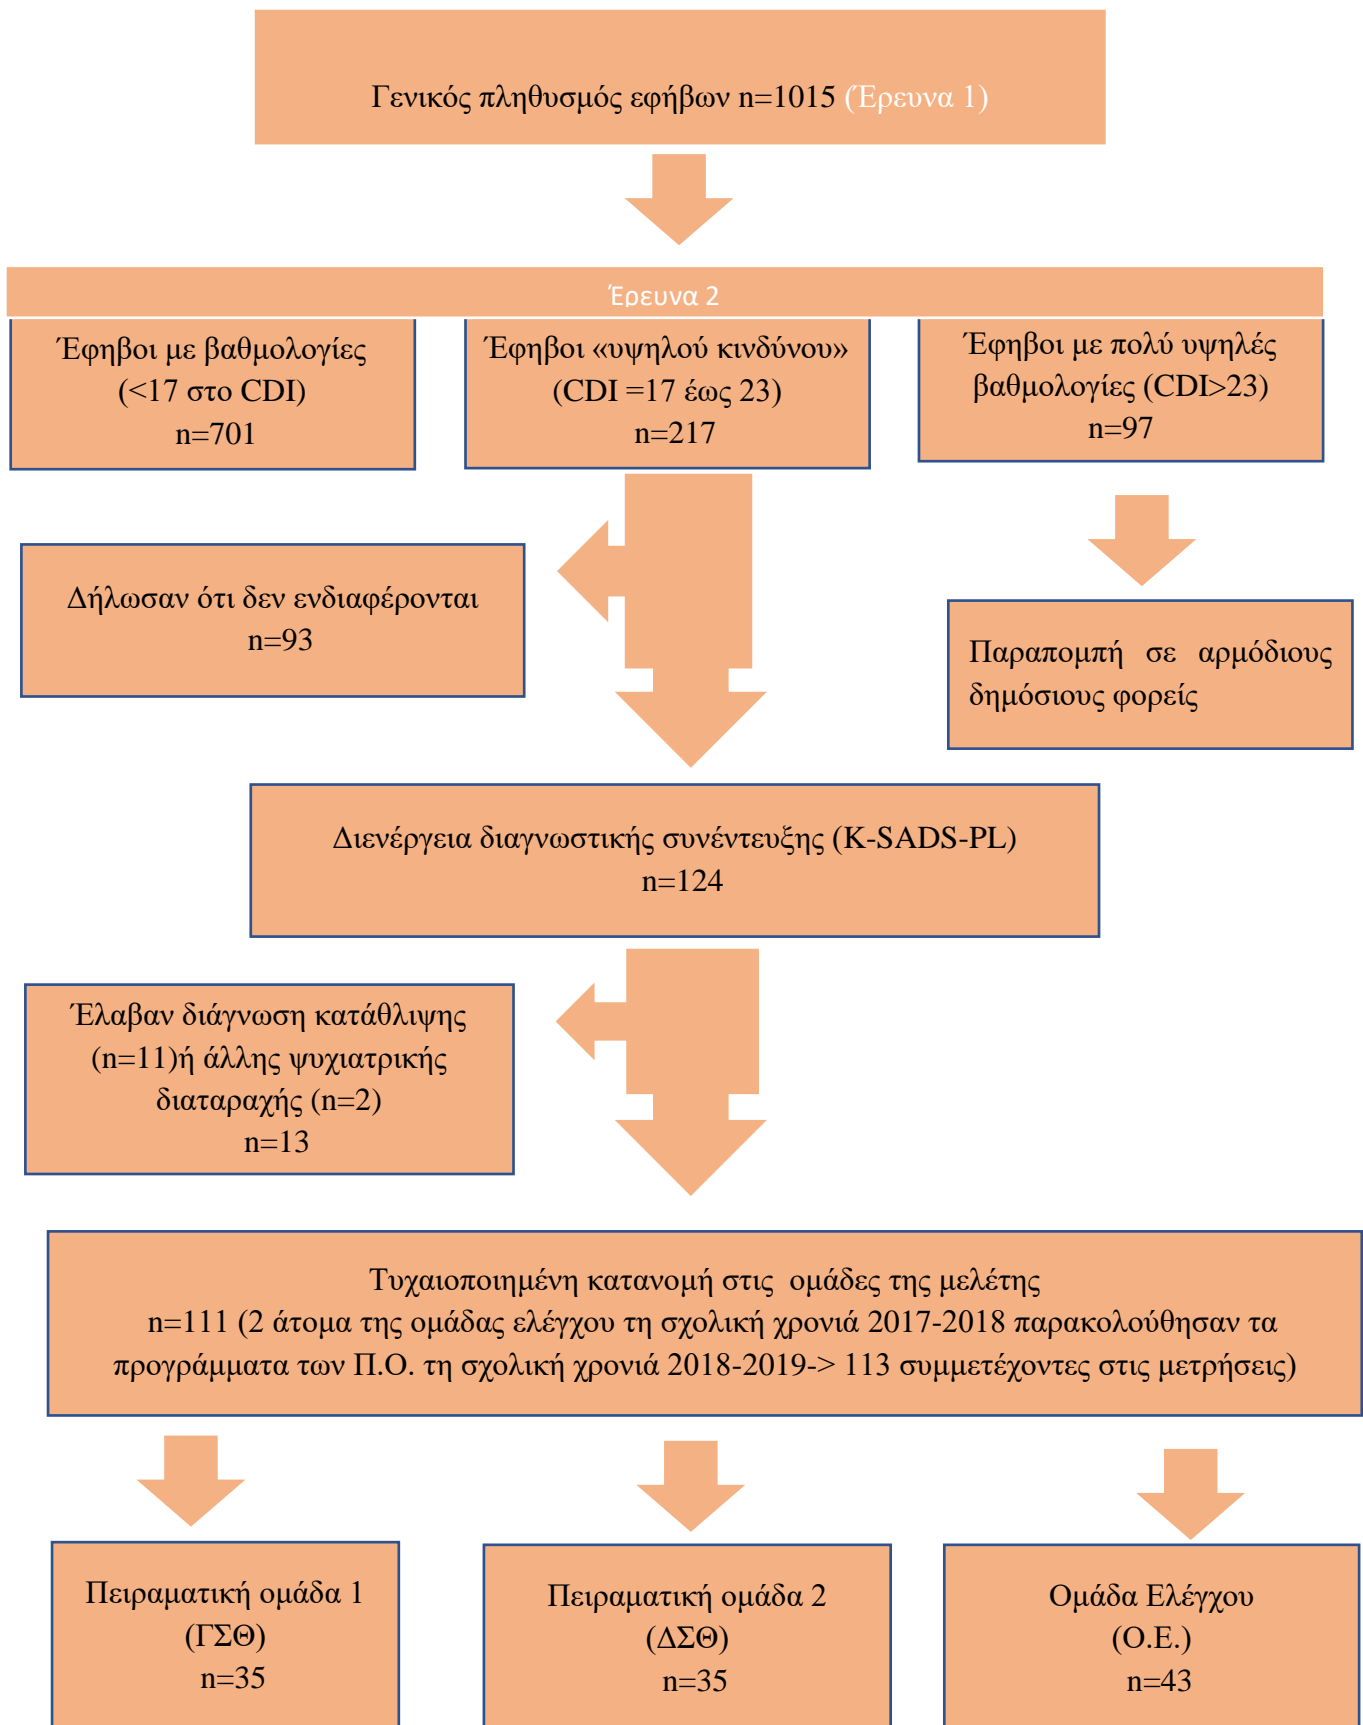 Γενικός πληθυσμός εφήβων n=1015 (Έρευνα 1)
Έρευνα 2
Έφηβοι με βαθμολογίες
(<17 στο CDI)
n=701
Έφηβοι «υψηλού κινδύνου»
(CDI =17 έως 23)
n=217
Έφηβοι με πολύ υψηλές
βαθμολογίες (CDI>23)
n=97
Δήλωσαν ότι δεν ενδιαφέρονται
n=93
Παραπομπή σε αρμόδιους
δημόσιους φορείς
Διενέργεια διαγνωστικής συνέντευξης (K-SADS-PL)
n=124
Έλαβαν διάγνωση κατάθλιψης
(n=11)ή άλλης ψυχιατρικής
διαταραχής (n=2)
n=13
Τυχαιοποιημένη κατανομή στις ομάδες της μελέτης
n=111 (2 άτομα της ομάδας ελέγχου τη σχολική χρονιά 2017-2018 παρακολούθησαν τα
προγράμματα των Π.Ο. τη σχολική χρονιά 2018-2019-> 113 συμμετέχοντες στις μετρήσεις)
Πειραματική ομάδα 1
(ΓΣΘ)
n=35
Πειραματική ομάδα 2
(ΔΣΘ)
n=35
Ομάδα Ελέγχου
(Ο.Ε.)
n=43